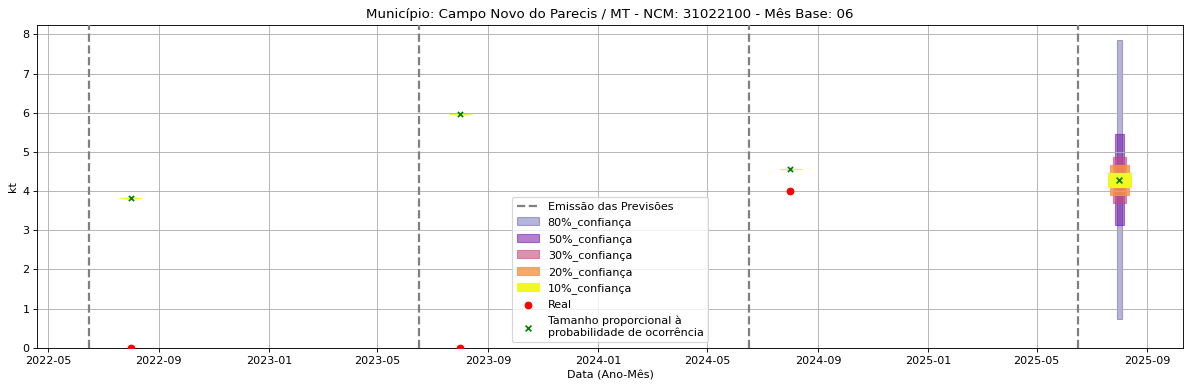 Município: Campo Novo do Parecis / MT - NCM: 31022100 - Mês Base: 06
kt
8
7
6
5
4
3
2
1
0
Emissão das Previsões
80%_confiança
50%_confiança
30%_confiança
20%_confiança
10%_confiança
Real
Tamanho proporcional à
probabilidade de ocorrência
2022-05 2022-09 2023-01 2023-05 2023-09 2024-01 2024-05 2024-09 2025-01 2025-05 2025-09
Data (Ano-Mês)